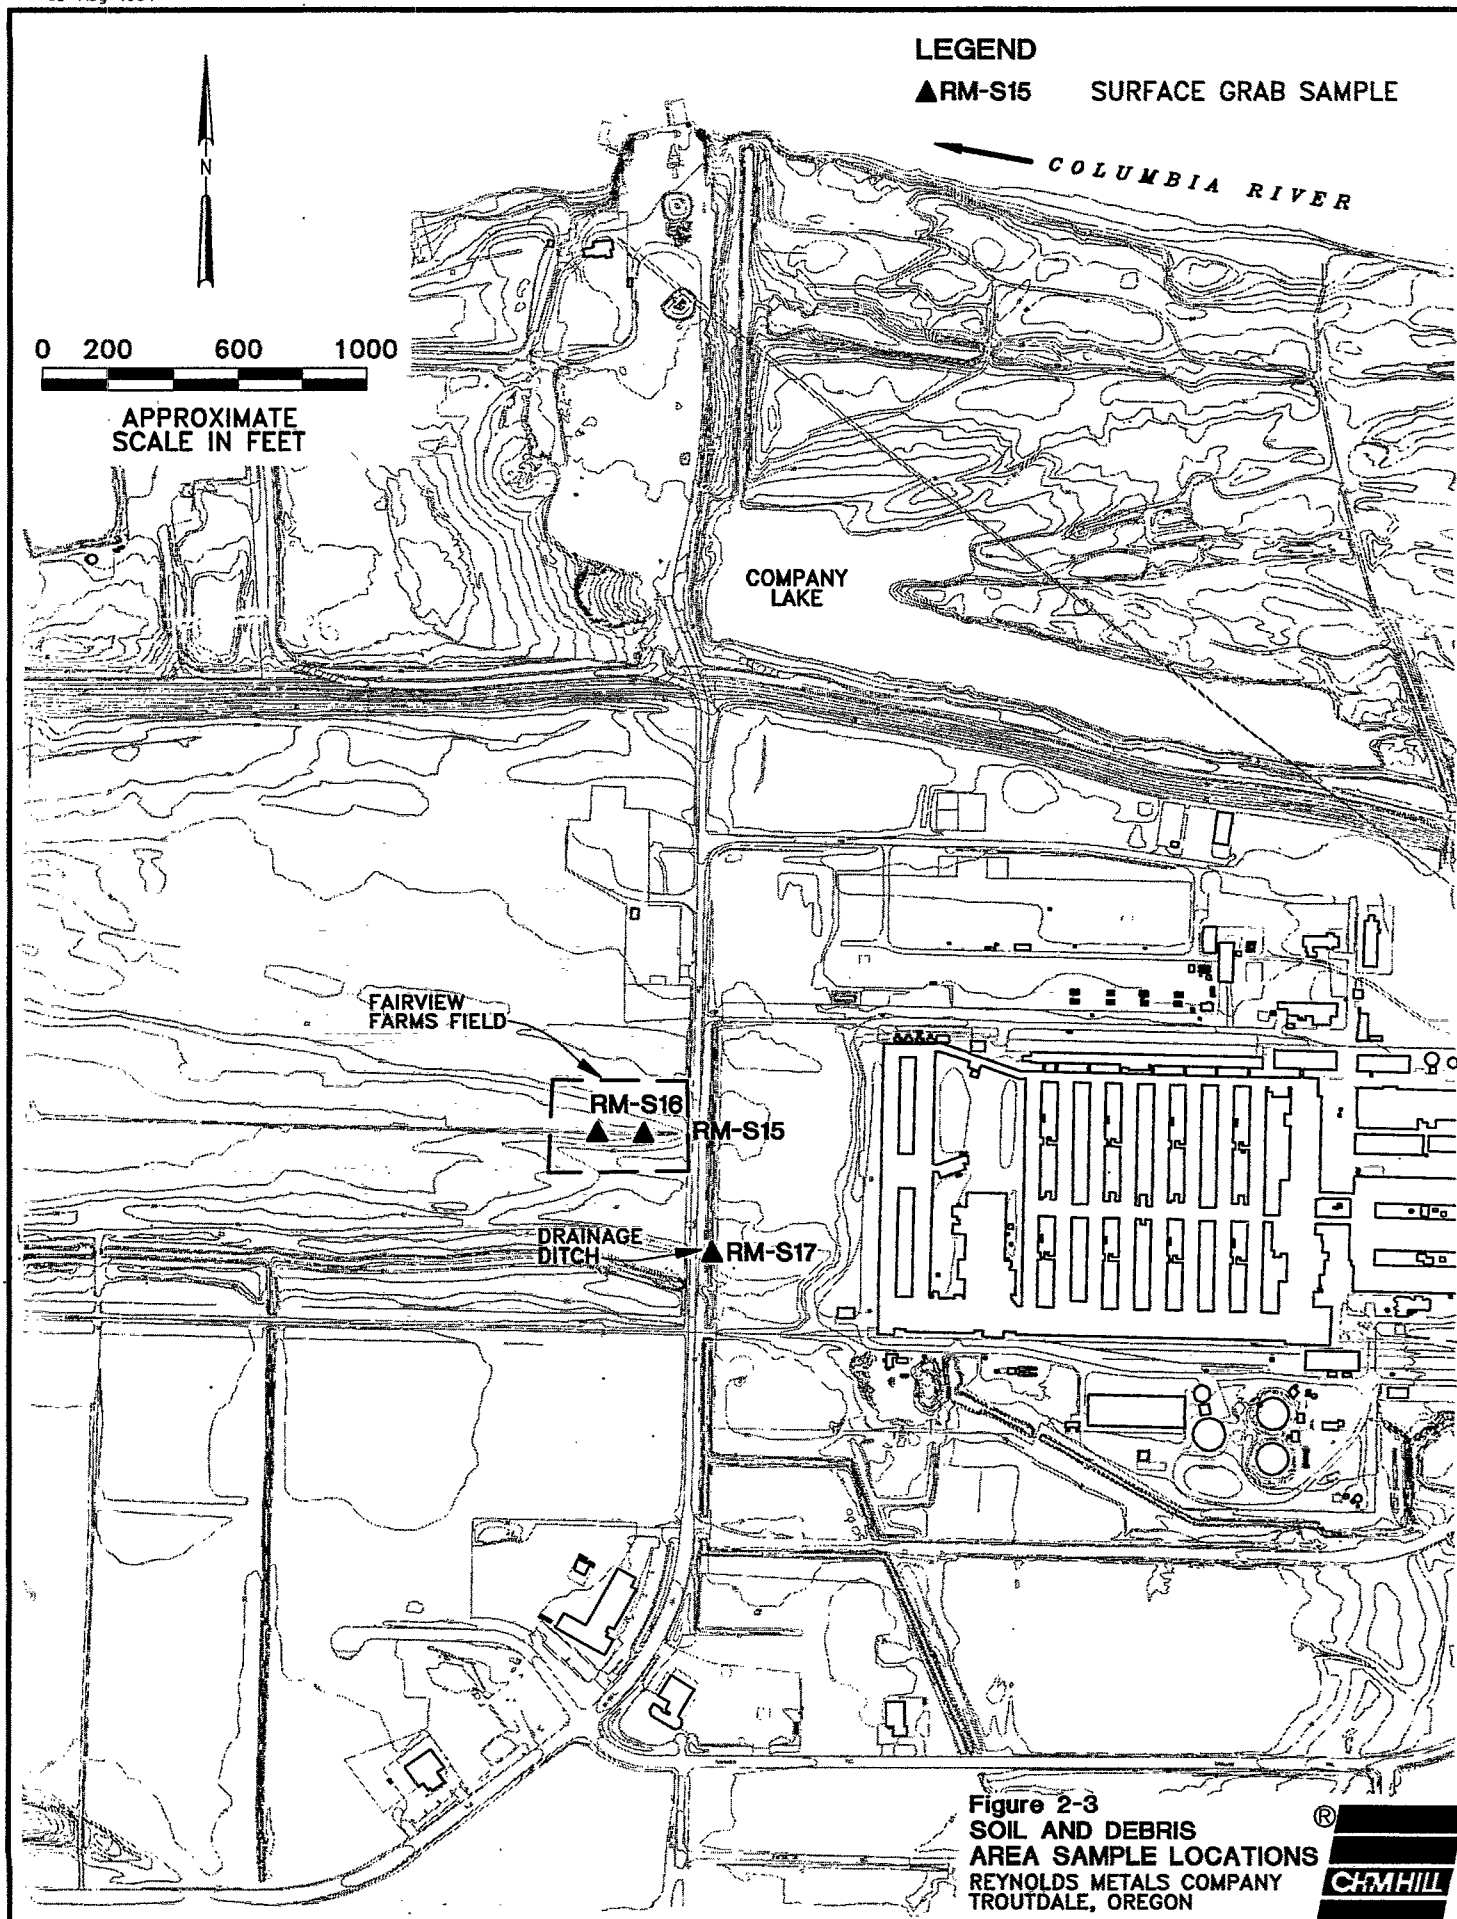 LEGEND
▲RM-S15 SURFACE GRAB SAMPLE
COLUMBIA RIVER
N
0 200 600 1000
APPROXIMATE
SCALE IN FEET
COMPANY
LAKE
FAIRVIEW
FARMS FIELD
RM-S16
RM-S15
DRAINAGE
DITCH
RM-S17
Figure 2-3
SOIL AND DEBRIS
AREA SAMPLE LOCATIONS
REYNOLDS METALS COMPANY
TROUTDALE, OREGON
®
CH2MHILL